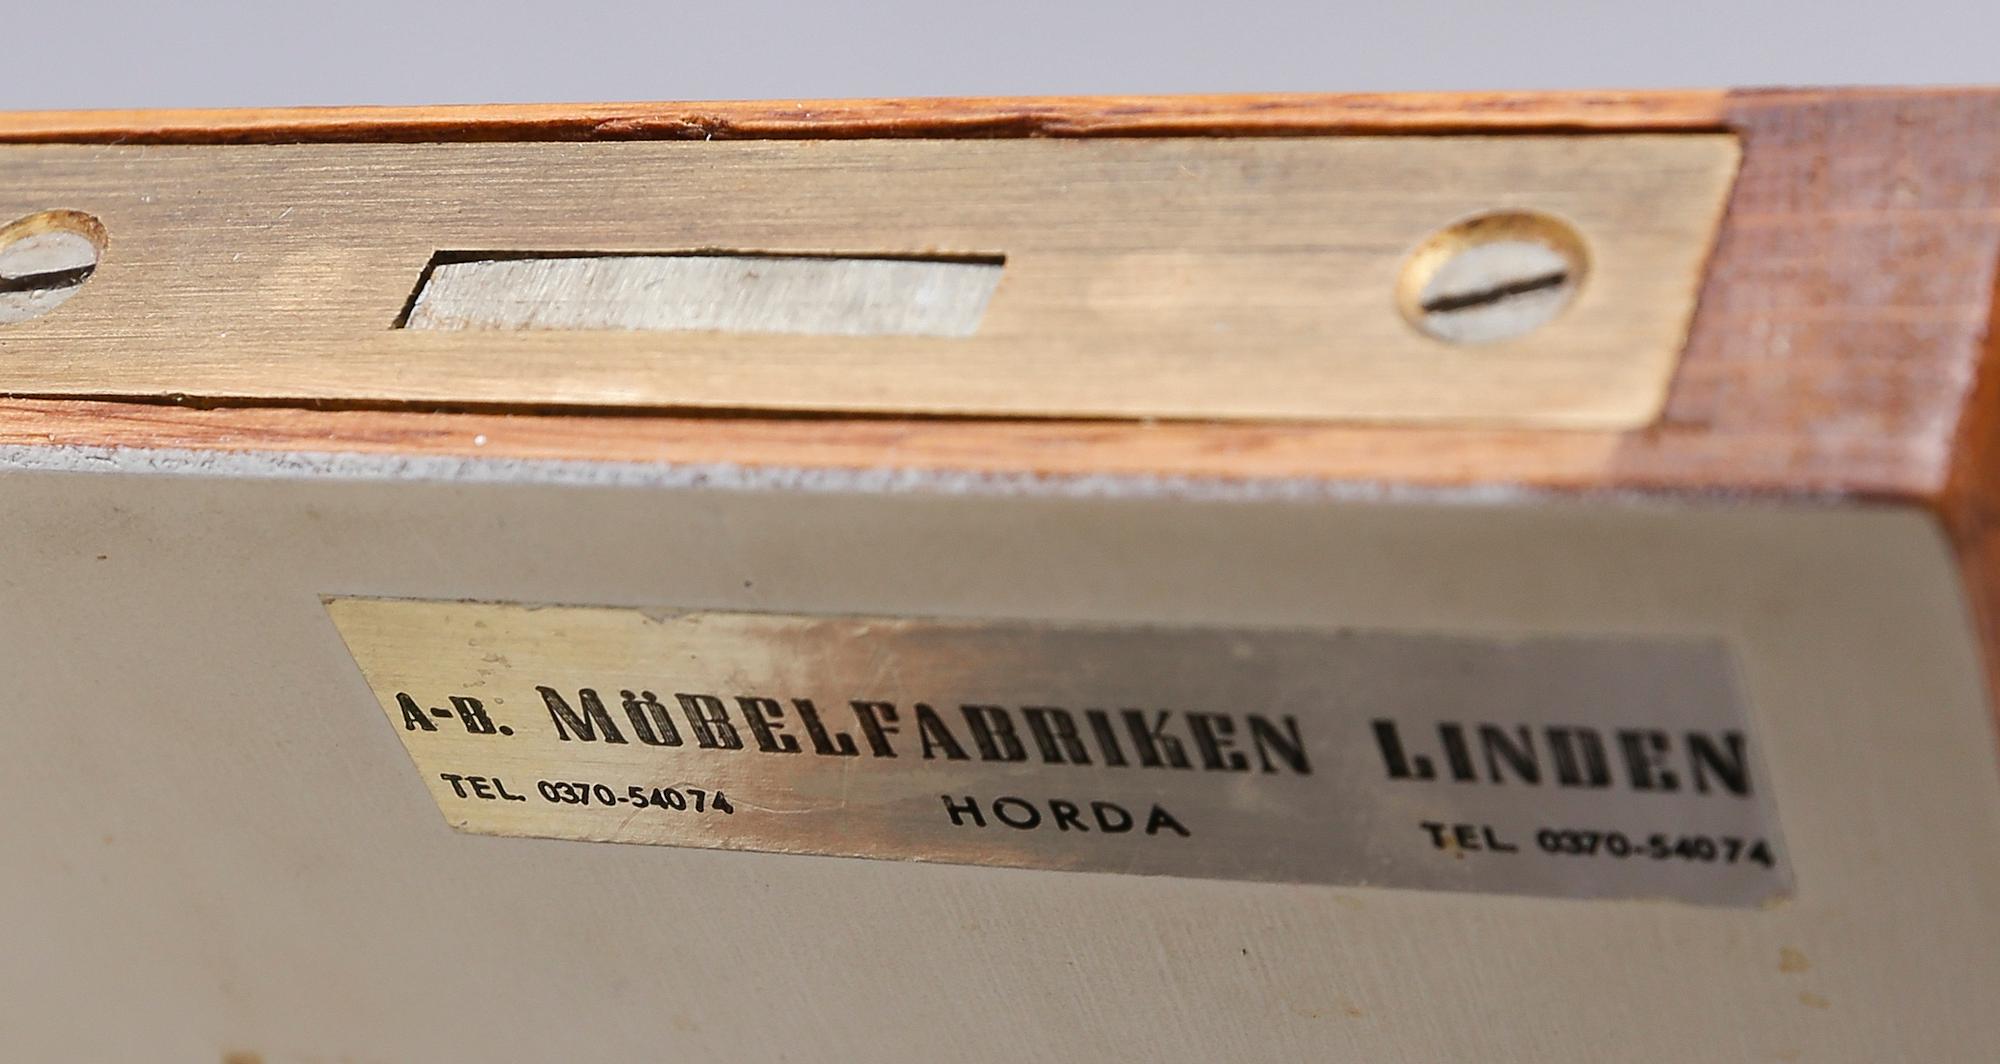 A-B. MÖBELFABRIKEN LINDEN
TEL. 0370-54074 HORDA TEL. 0370-54074